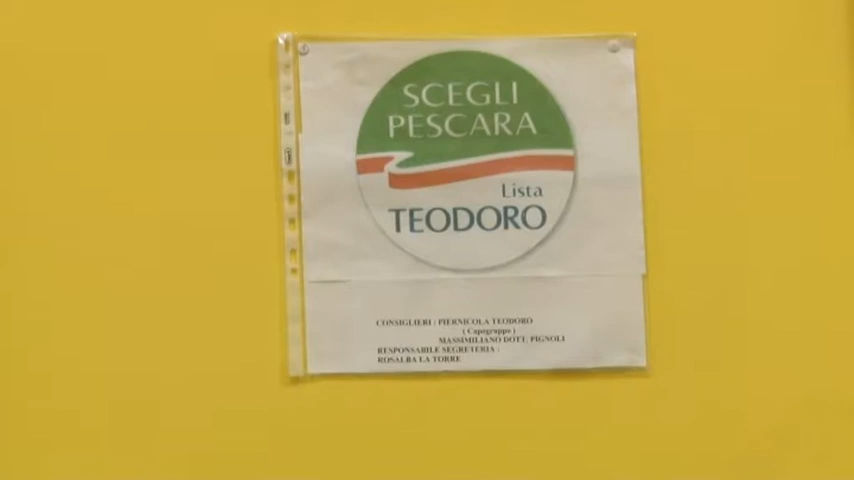 SCEGLI
PESCARA
Lista
TEODORO
CONSIGLIERI : PIERNICOLA TEODORO
( Capogruppo )
MASSIMILIANO DOTT. PIGNOLI
RESPONSABILE SEGRETERIA :
ROSALBA LA TORRE